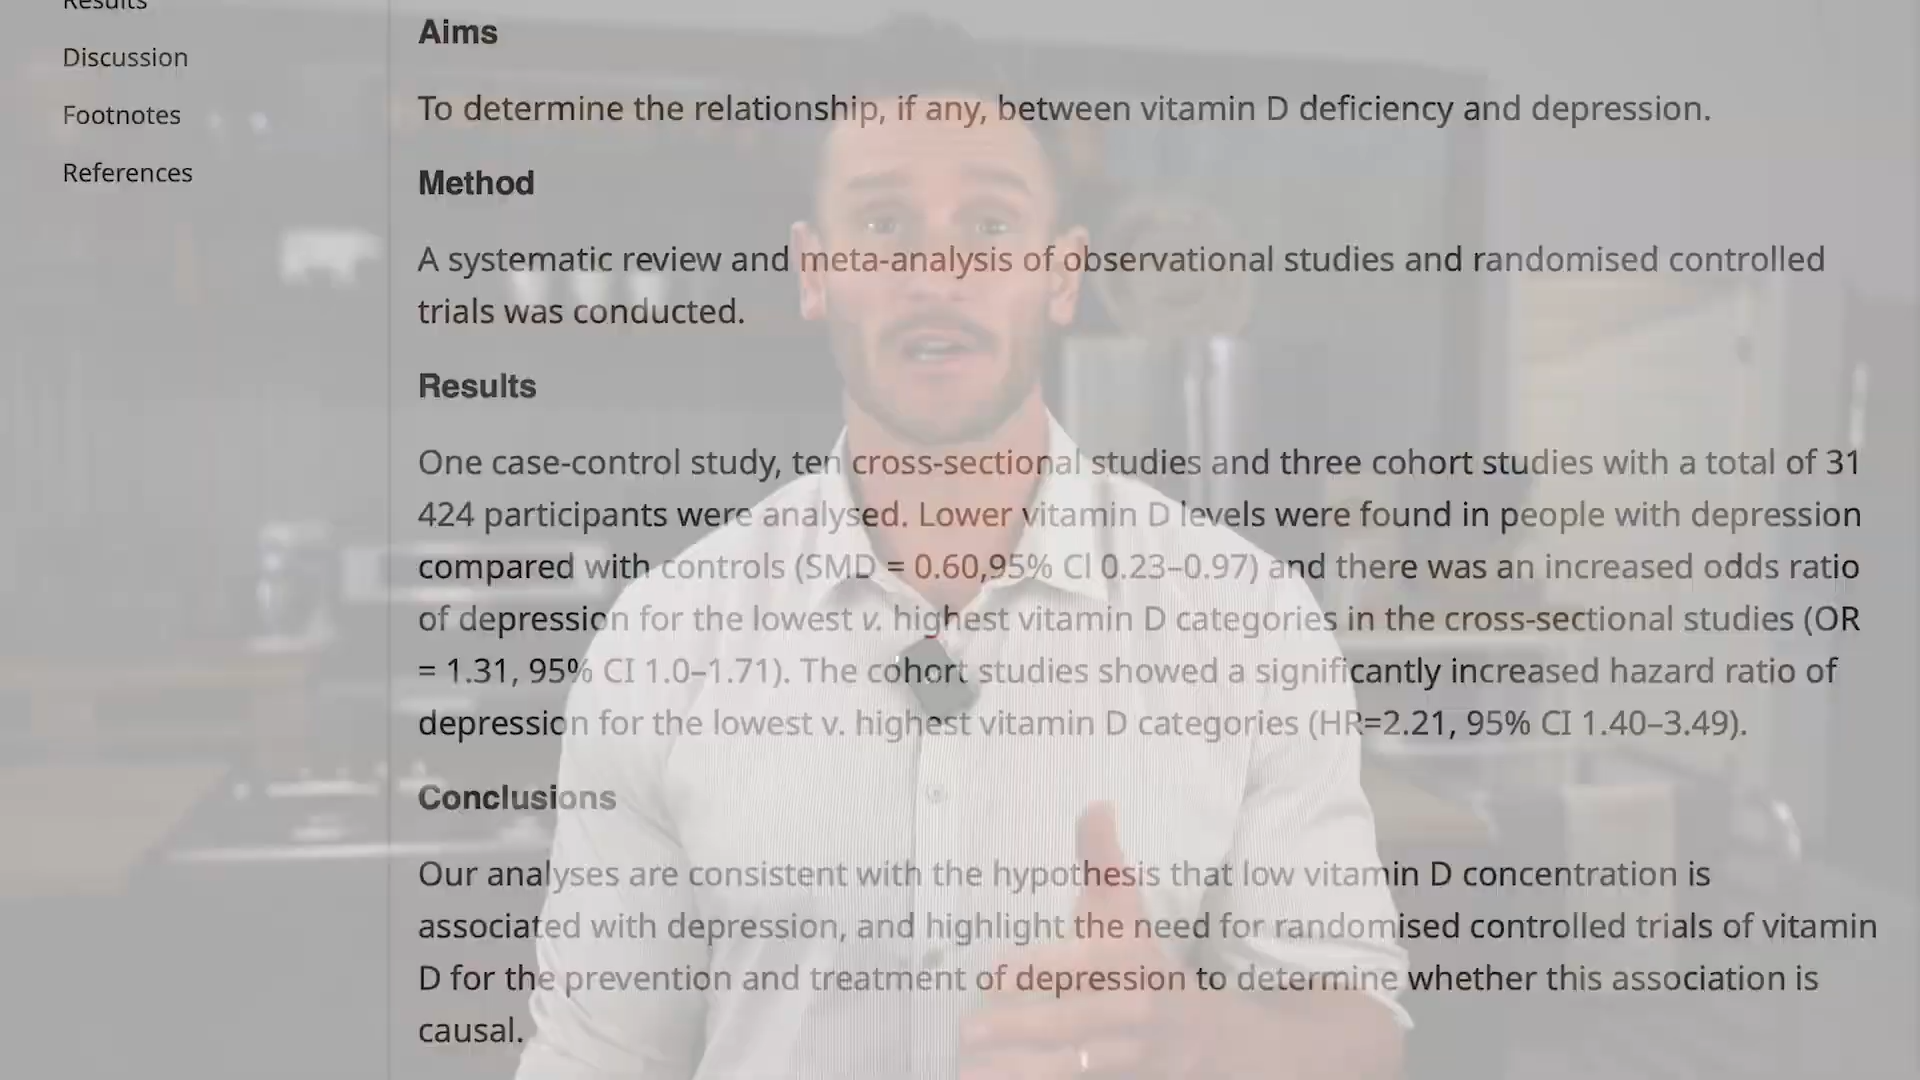 Results
Discussion
Footnotes
References
Aims
To determine the relationship, if any, between vitamin D deficiency and depression.
Method
A systematic review and meta-analysis of observational studies and randomised controlled
trials was conducted.
Results
One case-control study, ten cross-sectional studies and three cohort studies with a total of 31
424 participants were analysed. Lower vitamin D levels were found in people with depression
compared with controls (SMD = 0.60,95% Cl 0.23–0.97) and there was an increased odds ratio
of depression for the lowest v. highest vitamin D categories in the cross-sectional studies (OR
= 1.31, 95% CI 1.0–1.71). The cohort studies showed a significantly increased hazard ratio of
depression for the lowest v. highest vitamin D categories (HR=2.21, 95% CI 1.40–3.49).
Conclusions
Our analyses are consistent with the hypothesis that low vitamin D concentration is
associated with depression, and highlight the need for randomised controlled trials of vitamin
D for the prevention and treatment of depression to determine whether this association is
causal.